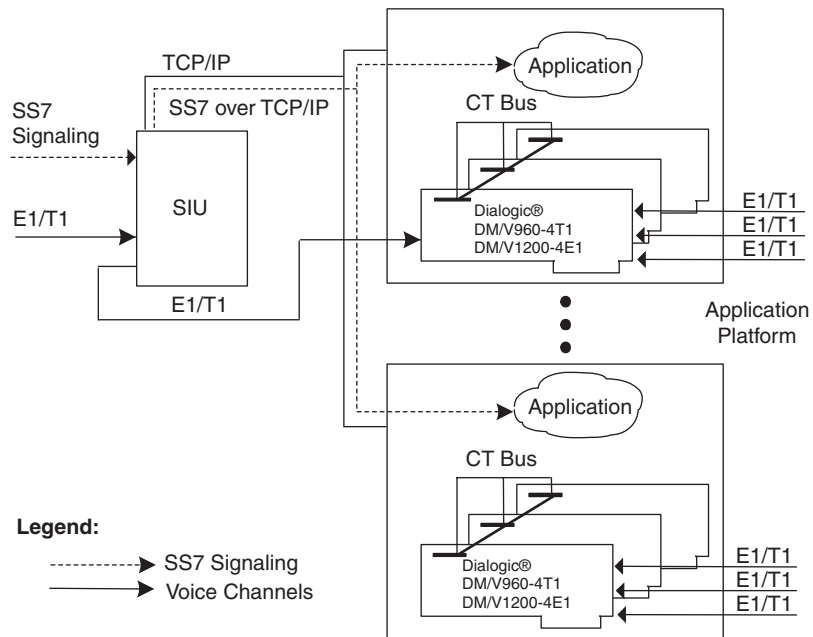 TCP/IP
SS7 over TCP/IP
SS7
Signaling
SIU
E1/T1
E1/T1
Application
CT Bus
Dialogic®
DM/V960-4T1
DM/V1200-4E1
E1/T1
E1/T1
E1/T1
Application
Platform
Application
CT Bus
Dialogic®
DM/V960-4T1
DM/V1200-4E1
E1/T1
E1/T1
E1/T1
Legend:
SS7 Signaling
Voice Channels